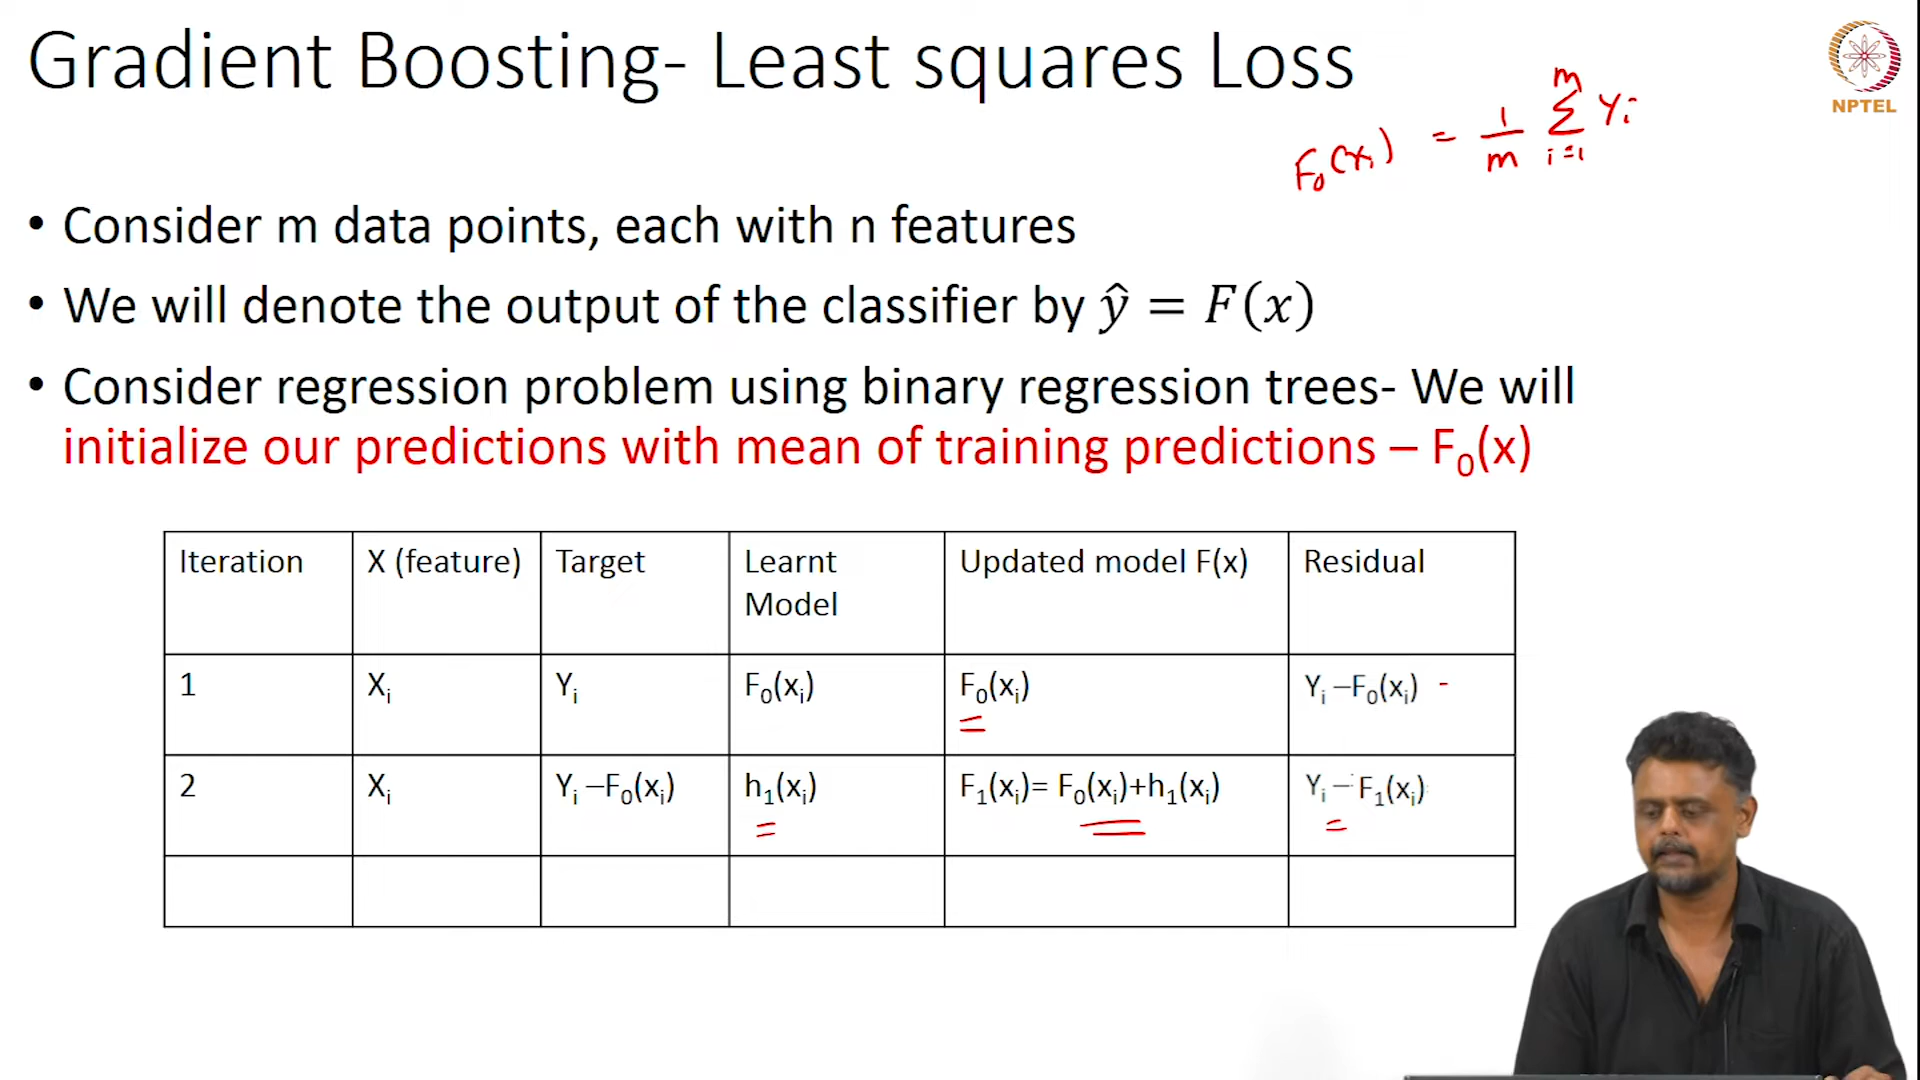 Gradient Boosting- Least squares Loss
NPTEL
F₀(xᵢ) = 1/m Σᵢ₌₁ᵐ Yᵢ
• Consider m data points, each with n features
• We will denote the output of the classifier by ŷ = F(x)
• Consider regression problem using binary regression trees- We will
initialize our predictions with mean of training predictions – F₀(x)
Iteration X (feature) Target Learnt Model Updated model F(x) Residual
1 Xᵢ Yᵢ F₀(xᵢ) F₀(xᵢ) Yᵢ –F₀(xᵢ)
2 Xᵢ Yᵢ –F₀(xᵢ) h₁(xᵢ) F₁(xᵢ)= F₀(xᵢ)+h₁(xᵢ) Yᵢ – F₁(xᵢ)